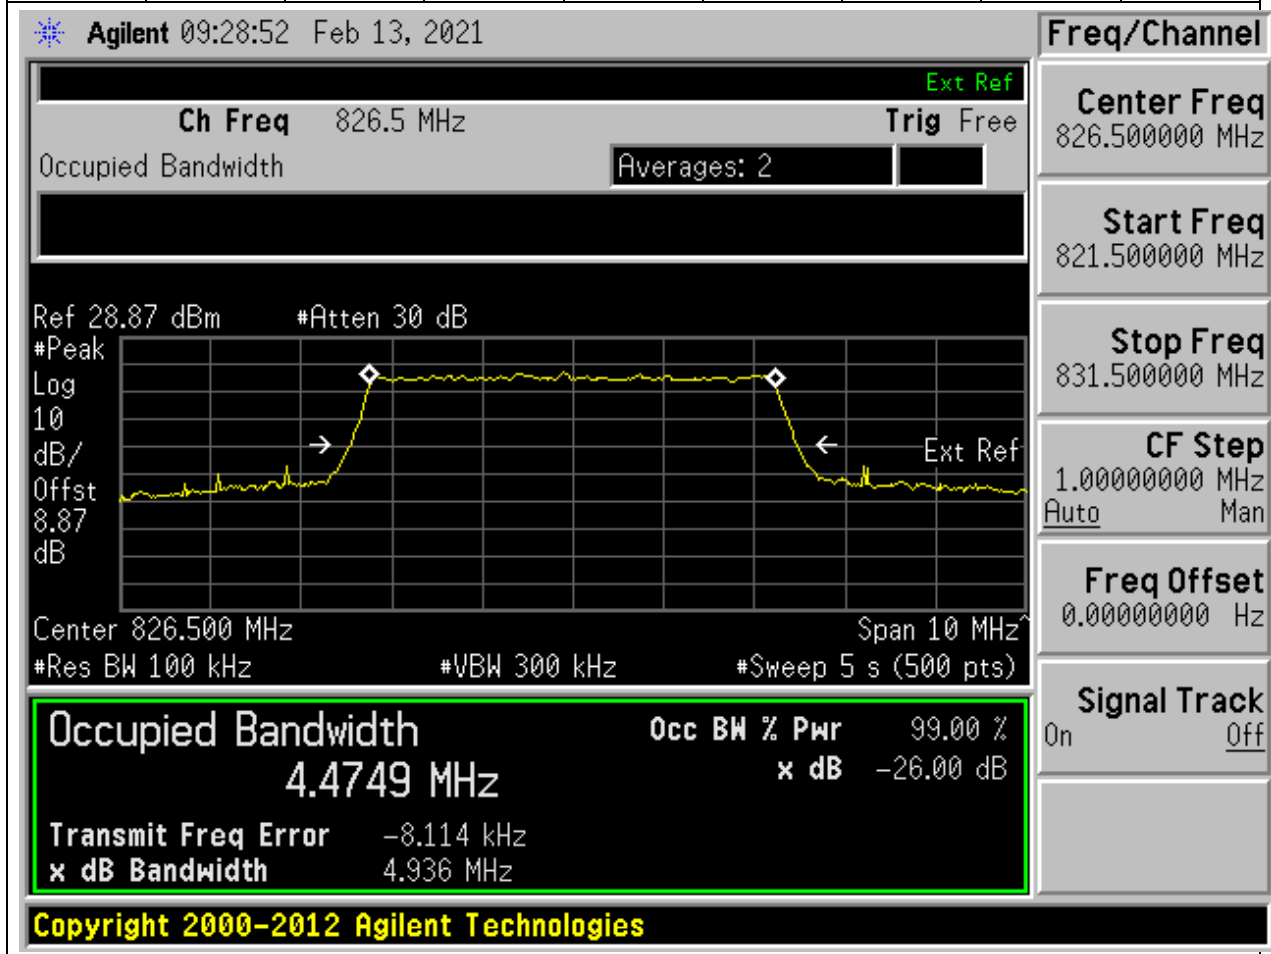 Agilent 09:28:52 Feb 13, 2021
Freq/Channel
Ext Ref
Ch Freq 826.5 MHz Trig Free
Occupied Bandwidth Averages: 2
Center Freq
826.500000 MHz
Start Freq
821.500000 MHz
Stop Freq
831.500000 MHz
CF Step
1.00000000 MHz
Auto Man
Freq Offset
0.00000000 Hz
Signal Track
On Off
Ref 28.87 dBm #Atten 30 dB
#Peak
Log
10
dB/
Offst
8.87
dB
Ext Ref
Center 826.500 MHz Span 10 MHz^
#Res BW 100 kHz #VBW 300 kHz #Sweep 5 s (500 pts)
Occupied Bandwidth Occ BW % Pwr 99.00 %
4.4749 MHz x dB -26.00 dB
Transmit Freq Error -8.114 kHz
x dB Bandwidth 4.936 MHz
Copyright 2000-2012 Agilent Technologies